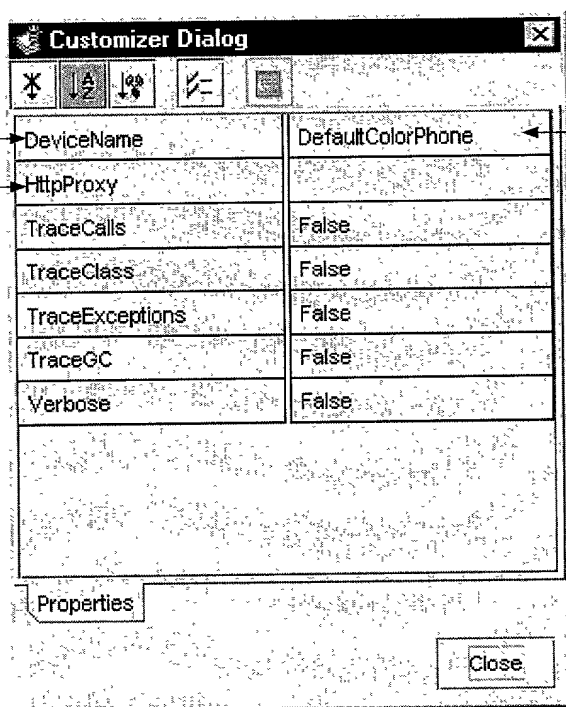 Customizer Dialog
DeviceName DefaultColorPhone
HttpProxy
TraceCalls False
TraceClass False
TraceExceptions False
TraceGC False
Verbose False
Properties
Close